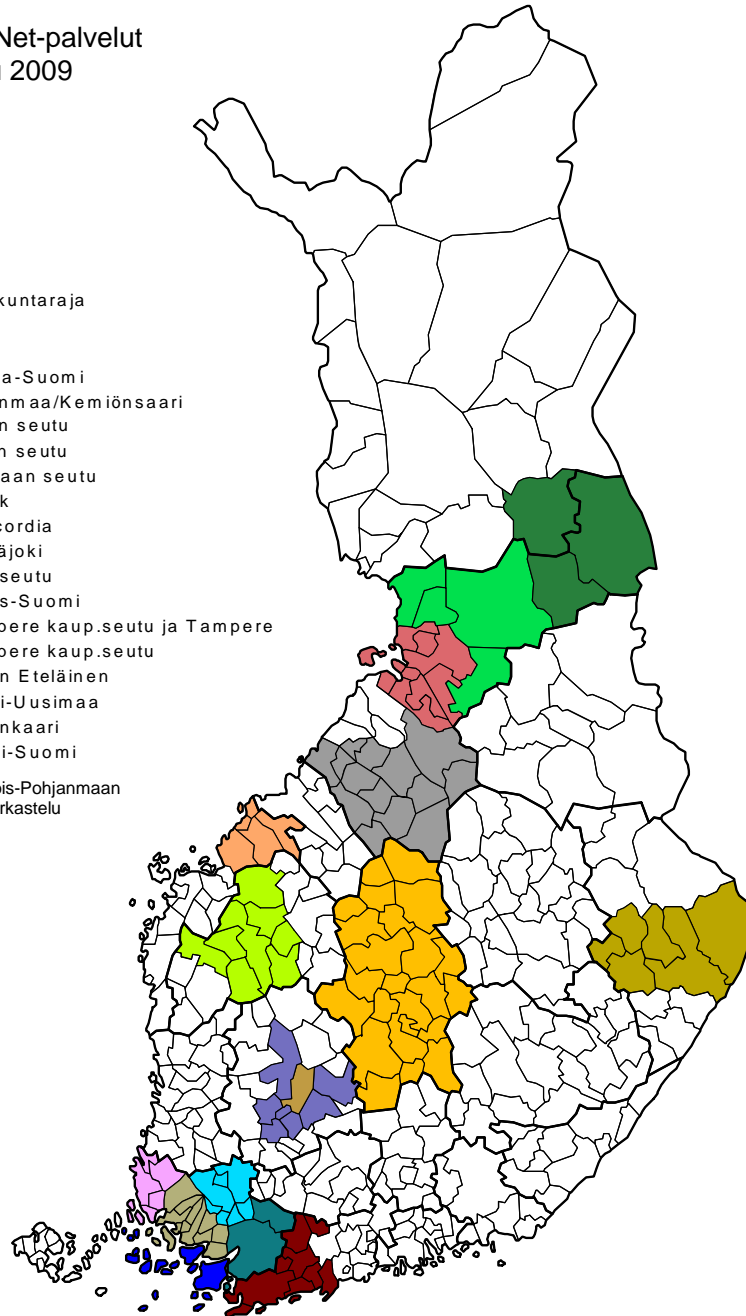 Net-palvelut
2009
kuntaraja
a-Suomi
nmaa/Kemiönsaari
n seutu
n seutu
aan seutu
k
cordia
äjoki
seutu
s-Suomi
pere kaup.seutu ja Tampere
pere kaup.seutu
n Eteläinen
i-Uusimaa
nkaari
i-Suomi
ois-Pohjanmaan
arkastelu